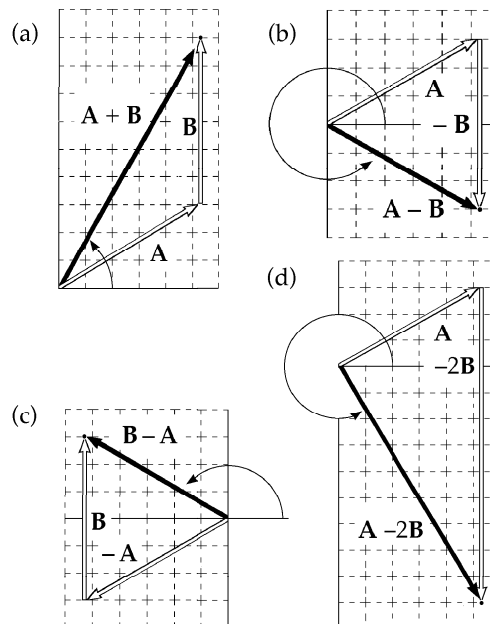 (a)
A + B
B
A
(b)
A
– B
A – B
(c)
B – A
B
– A
(d)
A
–2B
A –2B